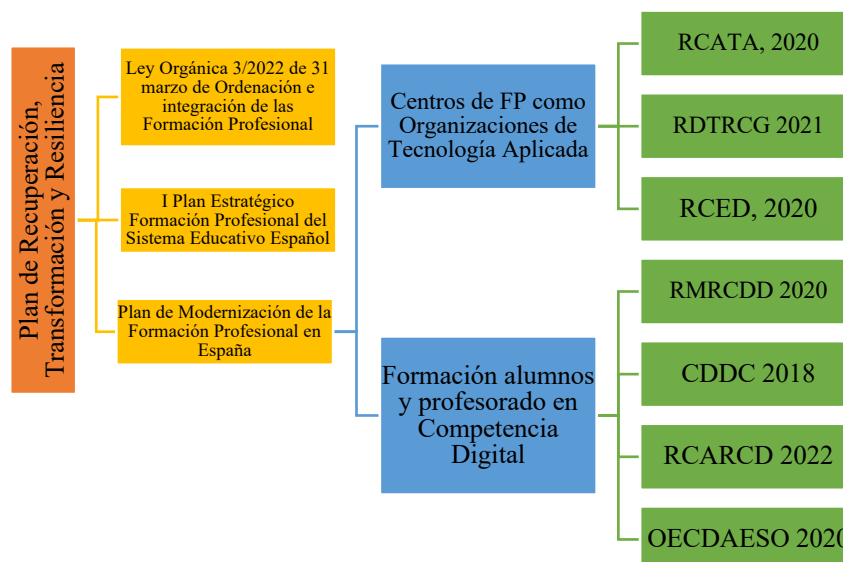 Plan de Recuperación,
Transformación y Resiliencia
Ley Orgánica 3/2022 de 31
marzo de Ordenación e
integración de las
Formación Profesional
I Plan Estratégico
Formación Profesional del
Sistema Educativo Español
Plan de Modernización de la
Formación Profesional en
España
Centros de FP como
Organizaciones de
Tecnología Aplicada
Formación alumnos
y profesorado en
Competencia
Digital
RCATA, 2020
RDTRCG 2021
RCED, 2020
RMRCDD 2020
CDDC 2018
RCARCD 2022
OECDAESO 2020